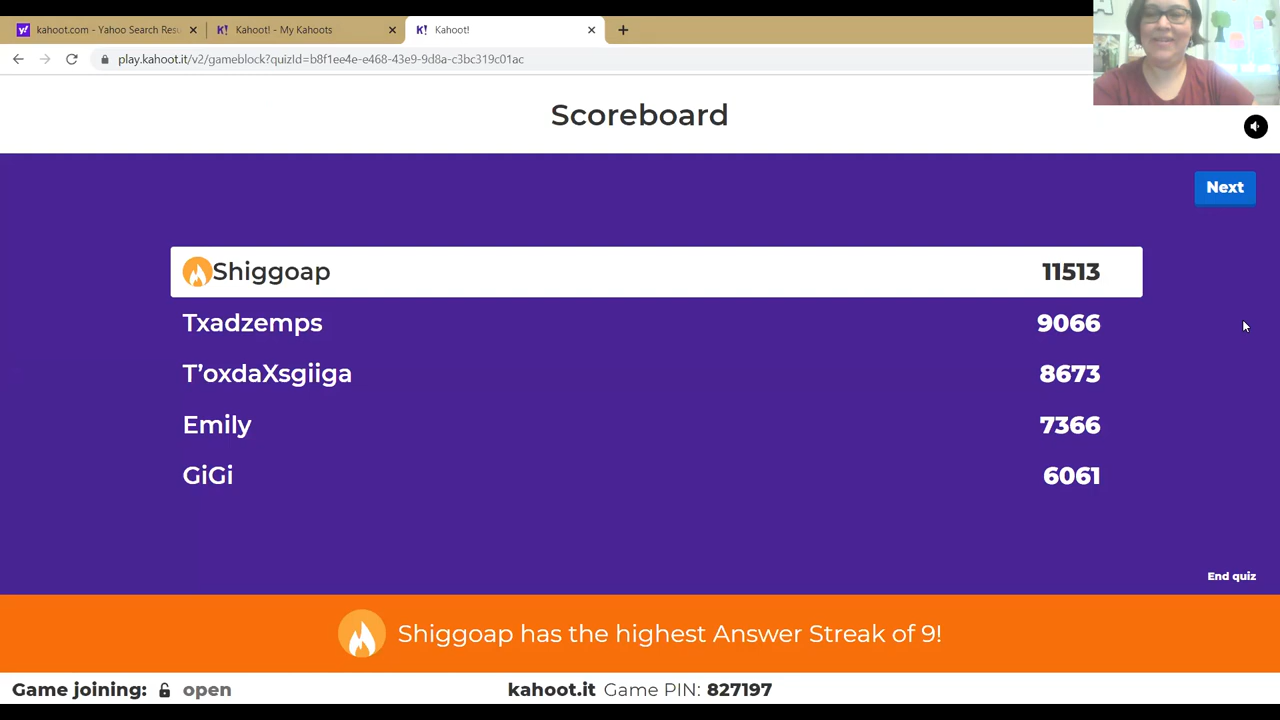 kahoot.com - Yahoo Search Resu
Kahoot! - My Kahoots
Kahoot!
play.kahoot.it/v2/gameblock?quizId=b8f1ee4e-e468-43e9-9d8a-c3bc319c01ac
Scoreboard
Next
Shiggoap 11513
Txadzemps 9066
T’oxdaXsgiiga 8673
Emily 7366
GiGi 6061
End quiz
Shiggoap has the highest Answer Streak of 9!
Game joining: open kahoot.it Game PIN: 827197